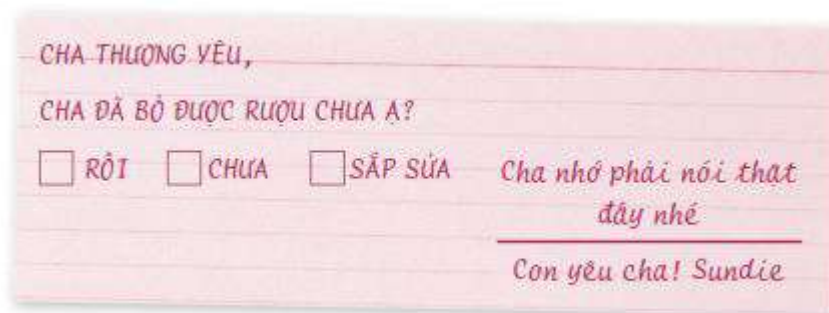 CHA THƯƠNG YÊU,
CHA ĐÃ BỎ ĐƯỢC RƯỢU CHƯA Ạ?
RỒI CHƯA SẮP SỬA
Cha nhớ phải nói thật
đấy nhé
Con yêu cha! Sundie